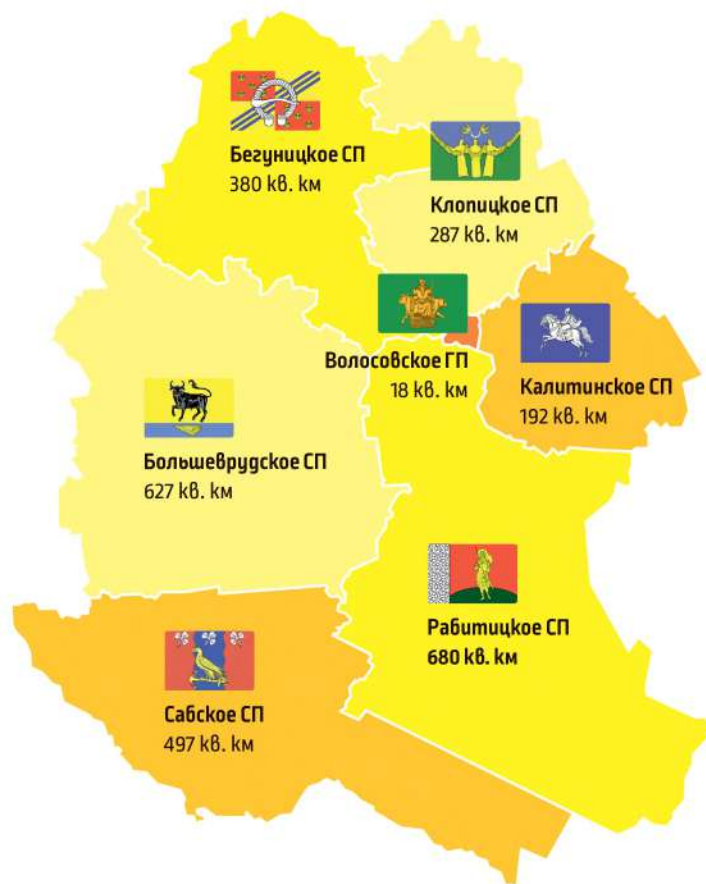 Бегуницкое СП
380 кв. км
Клопицкое СП
287 кв. км
Волосовское ГП
18 кв. км
Калитинское СП
192 кв. км
Большеврудское СП
627 кв. км
Рабитицкое СП
680 кв. км
Сабское СП
497 кв. км